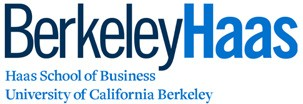 BerkeleyHaas
Haas School of Business
University of California Berkeley